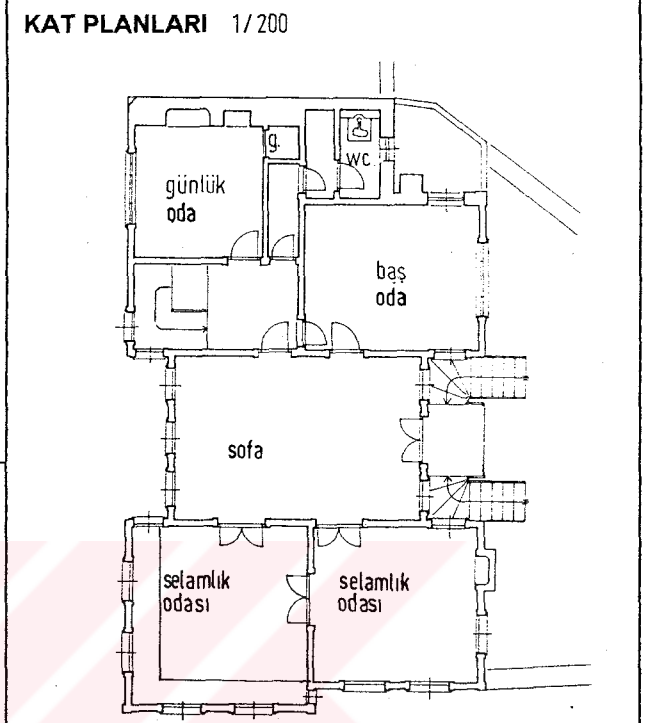 KAT PLANLARI 1/200
g.
WC
günlük
oda
baş
oda
sofa
selamlık
odası
selamlık
odası